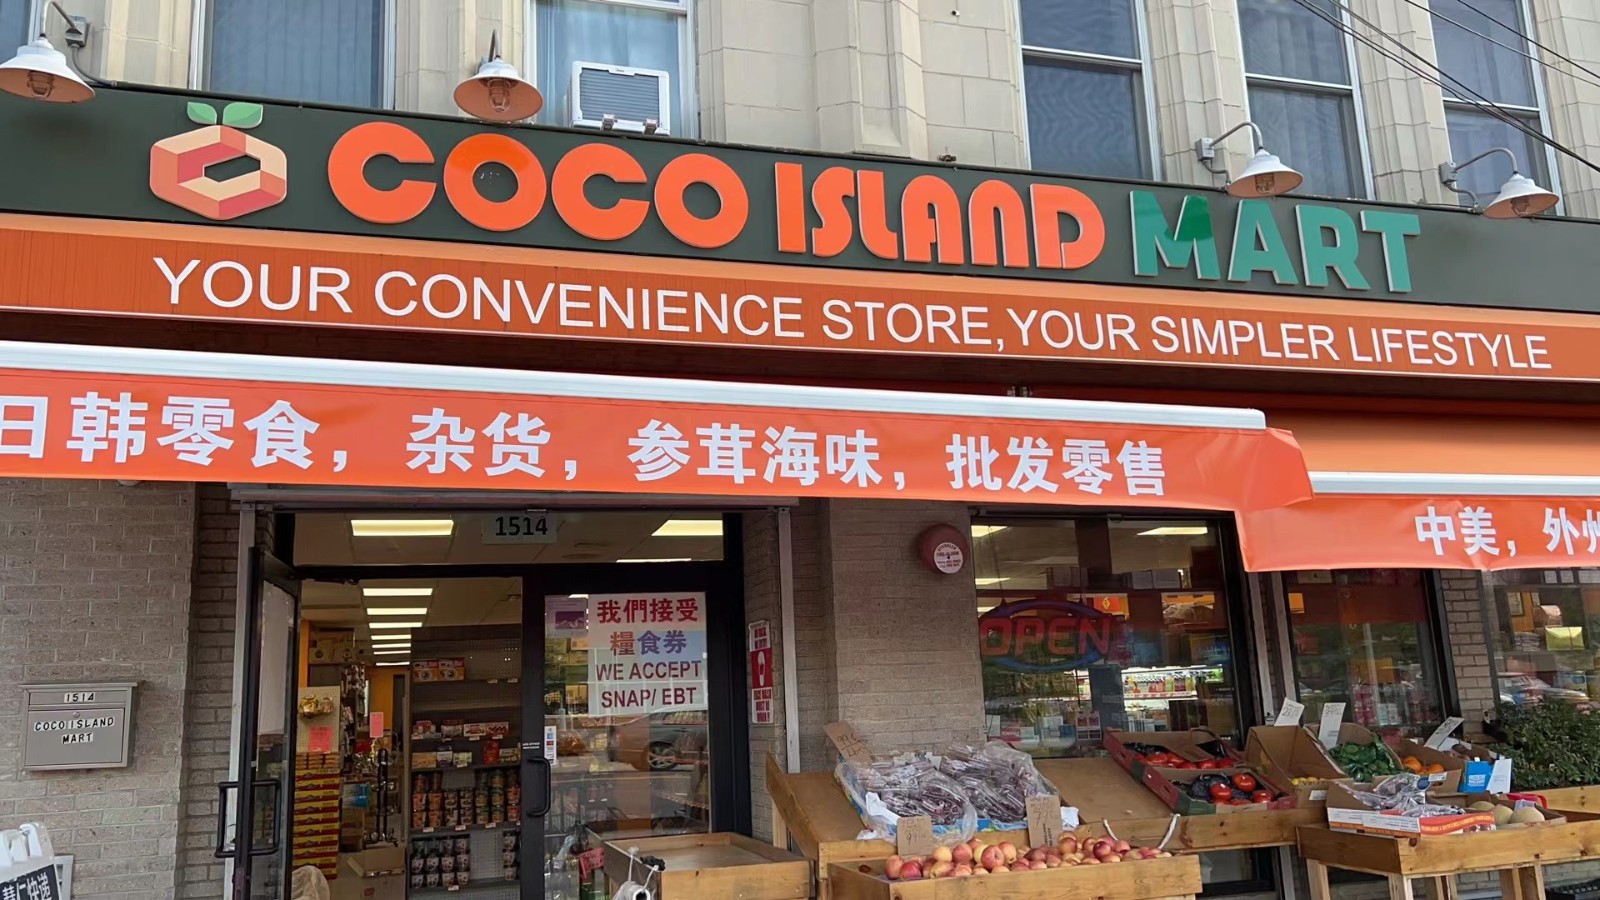 COCO ISLAND MART
YOUR CONVENIENCE STORE, YOUR SIMPLER LIFESTYLE
日韩零食，杂货，参茸海味，批发零售
中美，外州
1514
我們接受
糧食券
WE ACCEPT
SNAP/ EBT
OPEN
1514
COCO ISLAND
MART